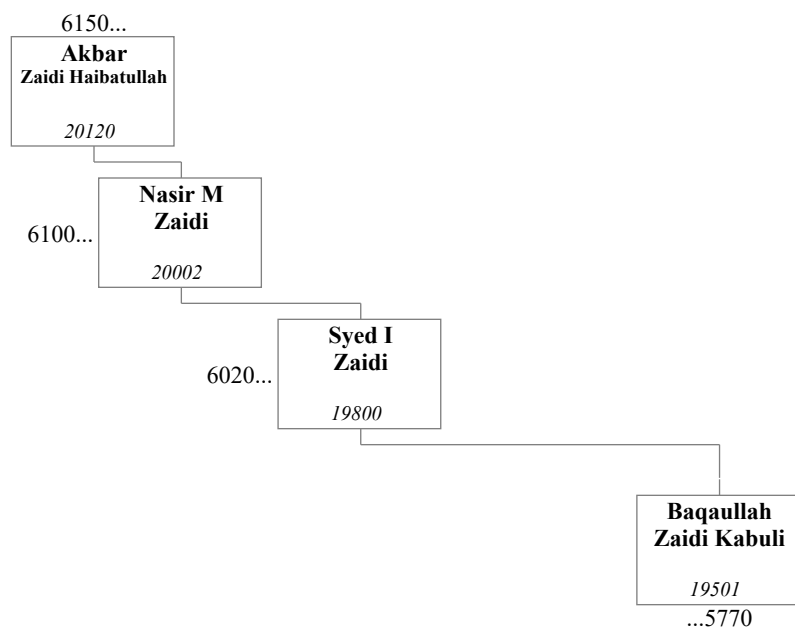 6150...
Akbar
Zaidi Haibatullah
20120
Nasir M
Zaidi
6100...
20002
Syed I
Zaidi
6020...
19800
Baqaullah
Zaidi Kabuli
19501
...5770